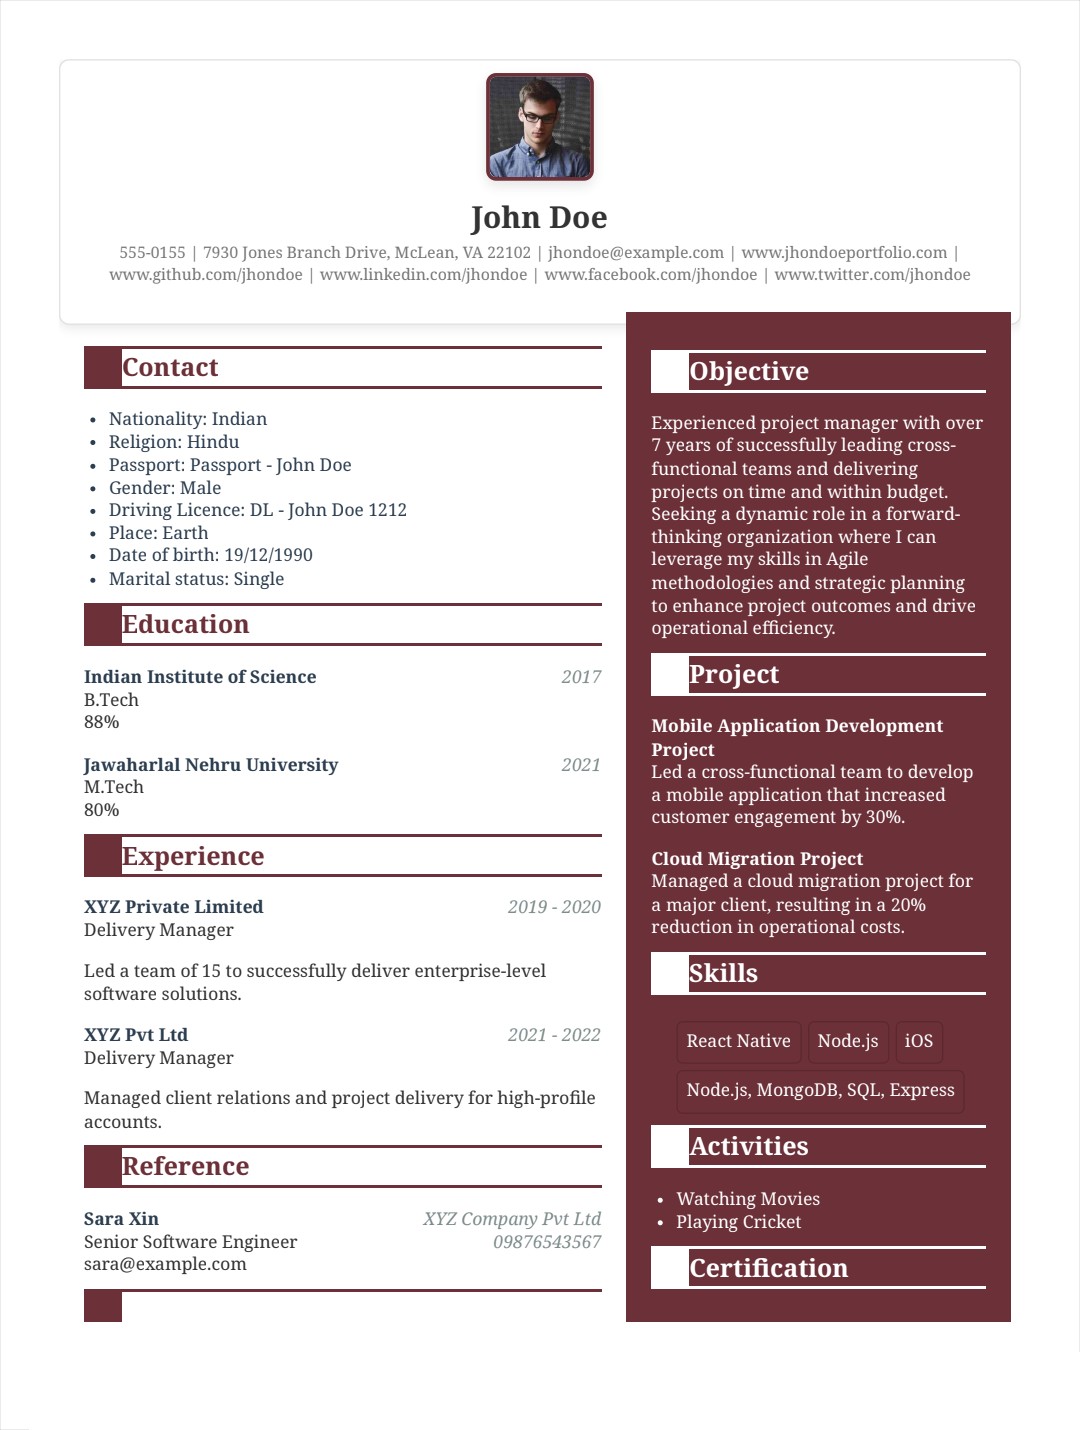 John Doe
555-0155 | 7930 Jones Branch Drive, McLean, VA 22102 | jhondoe@example.com | www.jhondoeportfolio.com |
www.github.com/jhondoe | www.linkedin.com/jhondoe | www.facebook.com/jhondoe | www.twitter.com/jhondoe
Contact
• Nationality: Indian
• Religion: Hindu
• Passport: Passport - John Doe
• Gender: Male
• Driving Licence: DL - John Doe 1212
• Place: Earth
• Date of birth: 19/12/1990
• Marital status: Single
Education
Indian Institute of Science 2017
B.Tech
88%
Jawaharlal Nehru University 2021
M.Tech
80%
Experience
XYZ Private Limited 2019 - 2020
Delivery Manager
Led a team of 15 to successfully deliver enterprise-level
software solutions.
XYZ Pvt Ltd 2021 - 2022
Delivery Manager
Managed client relations and project delivery for high-profile
accounts.
Reference
Sara Xin XYZ Company Pvt Ltd
Senior Software Engineer 09876543567
sara@example.com
Objective
Experienced project manager with over
7 years of successfully leading cross-
functional teams and delivering
projects on time and within budget.
Seeking a dynamic role in a forward-
thinking organization where I can
leverage my skills in Agile
methodologies and strategic planning
to enhance project outcomes and drive
operational efficiency.
Project
Mobile Application Development
Project
Led a cross-functional team to develop
a mobile application that increased
customer engagement by 30%.
Cloud Migration Project
Managed a cloud migration project for
a major client, resulting in a 20%
reduction in operational costs.
Skills
React Native Node.js iOS
Node.js, MongoDB, SQL, Express
Activities
• Watching Movies
• Playing Cricket
Certification